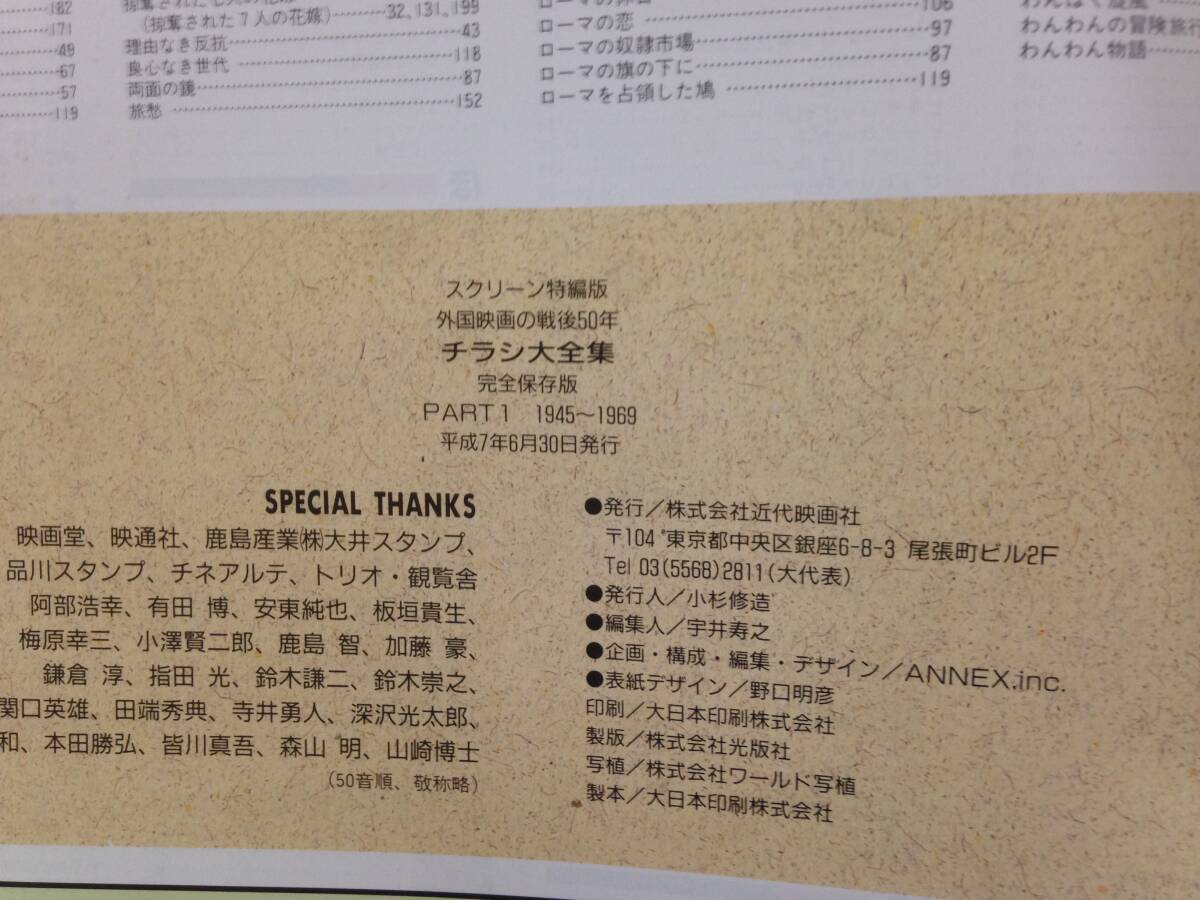 182
171
49
67
57
119
(掠奪された7人の花嫁)………32、131、199
理由なき反抗………43
良心なき世代………118
両面の鏡………87
旅愁………152
106
ローマの恋………97
ローマの奴隷市場………87
ローマの旗の下に………119
ローマを占領した鳩………
わんわんの冒険旅行
わんわん物語………
スクリーン特編版
外国映画の戦後50年
チラシ大全集
完全保存版
PART1 1945〜1969
平成7年6月30日発行
SPECIAL THANKS
映画堂、映通社、鹿島産業㈱大井スタンプ、
品川スタンプ、チネアルテ、トリオ・観覧舎
阿部浩幸、有田 博、安東純也、板垣貴生、
梅原幸三、小澤賢二郎、鹿島 智、加藤 豪、
鎌倉 淳、指田 光、鈴木謙二、鈴木崇之、
関口英雄、田端秀典、寺井勇人、深沢光太郎、
和、本田勝弘、皆川真吾、森山 明、山崎博士
(50音順、敬称略)
●発行/株式会社近代映画社
〒104 東京都中央区銀座6-8-3 尾張町ビル2F
Tel 03(5568)2811(大代表)
●発行人/小杉修造
●編集人/宇井寿之
●企画・構成・編集・デザイン/ANNEX.inc.
●表紙デザイン/野口明彦
印刷/大日本印刷株式会社
製版/株式会社光版社
写植/株式会社ワールド写植
製本/大日本印刷株式会社